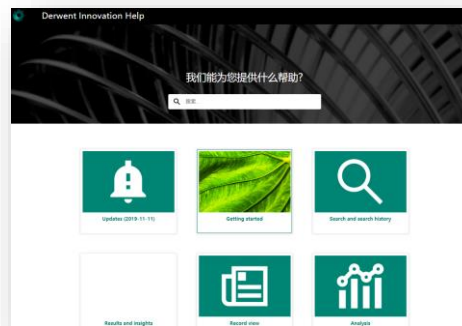 Derwent Innovation Help
我们能为您提供什么帮助?
搜索
Updates (2019-11-11)
Getting started
Search and search history
Results and insights
Record view
Analysis